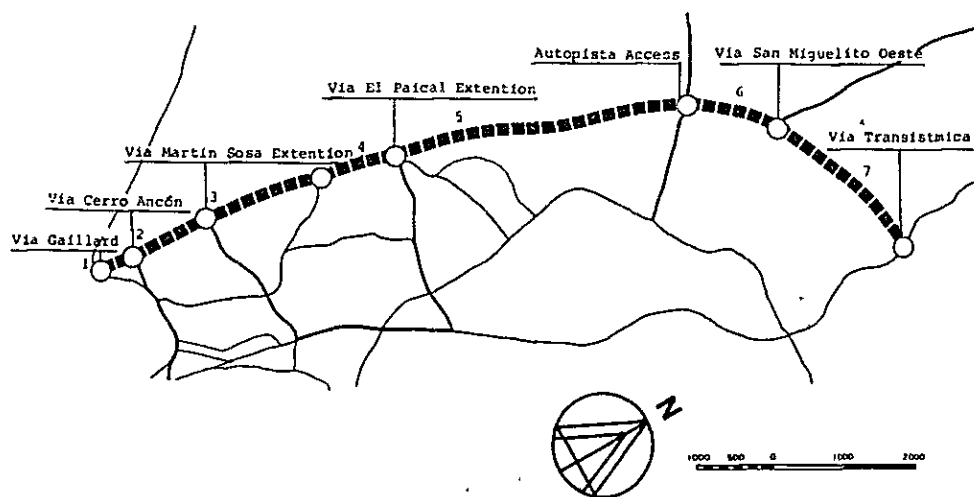 Autopista Access
Via San Miguelito Oeste
Via El Paical Extention
6
5
Via Transistmica
Via Martin Sosa Extention
4
7
Via Cerro Ancón
3
2
Via Gaillard
1
N
1000 500 0 1000 2000